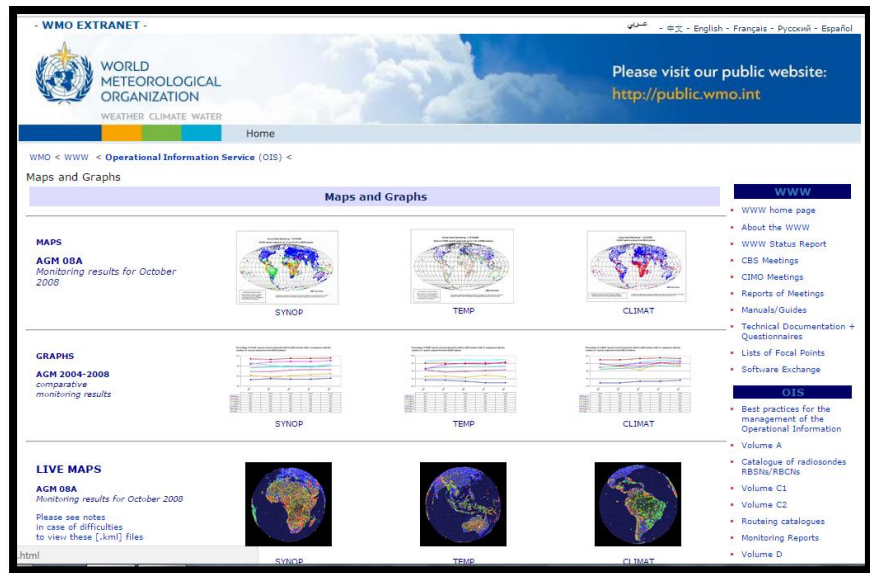 - WMO EXTRANET -
عــربي - 中文 - English - Français - Русский - Español
WORLD
METEOROLOGICAL
ORGANIZATION
WEATHER CLIMATE WATER
Please visit our public website:
http://public.wmo.int
Home
WMO < WWW < Operational Information Service (OIS) <
Maps and Graphs
Maps and Graphs
MAPS
AGM 08A
Monitoring results for October
2008
SYNOP
TEMP
CLIMAT
GRAPHS
AGM 2004-2008
comparative
monitoring results
SYNOP
TEMP
CLIMAT
LIVE MAPS
AGM 08A
Monitoring results for October 2008
Please see notes
in case of difficulties
to view these [.kml] files
SYNOP
TEMP
CLIMAT
.html
WWW
WWW home page
About the WWW
WWW Status Report
CBS Meetings
CIMO Meetings
Reports of Meetings
Manuals/Guides
Technical Documentation +
Questionnaires
Lists of Focal Points
Software Exchange
OIS
Best practices for the
management of the
Operational Information
Volume A
Catalogue of radiosondes
RBSNs/RBCNs
Volume C1
Volume C2
Routeing catalogues
Monitoring Reports
Volume D